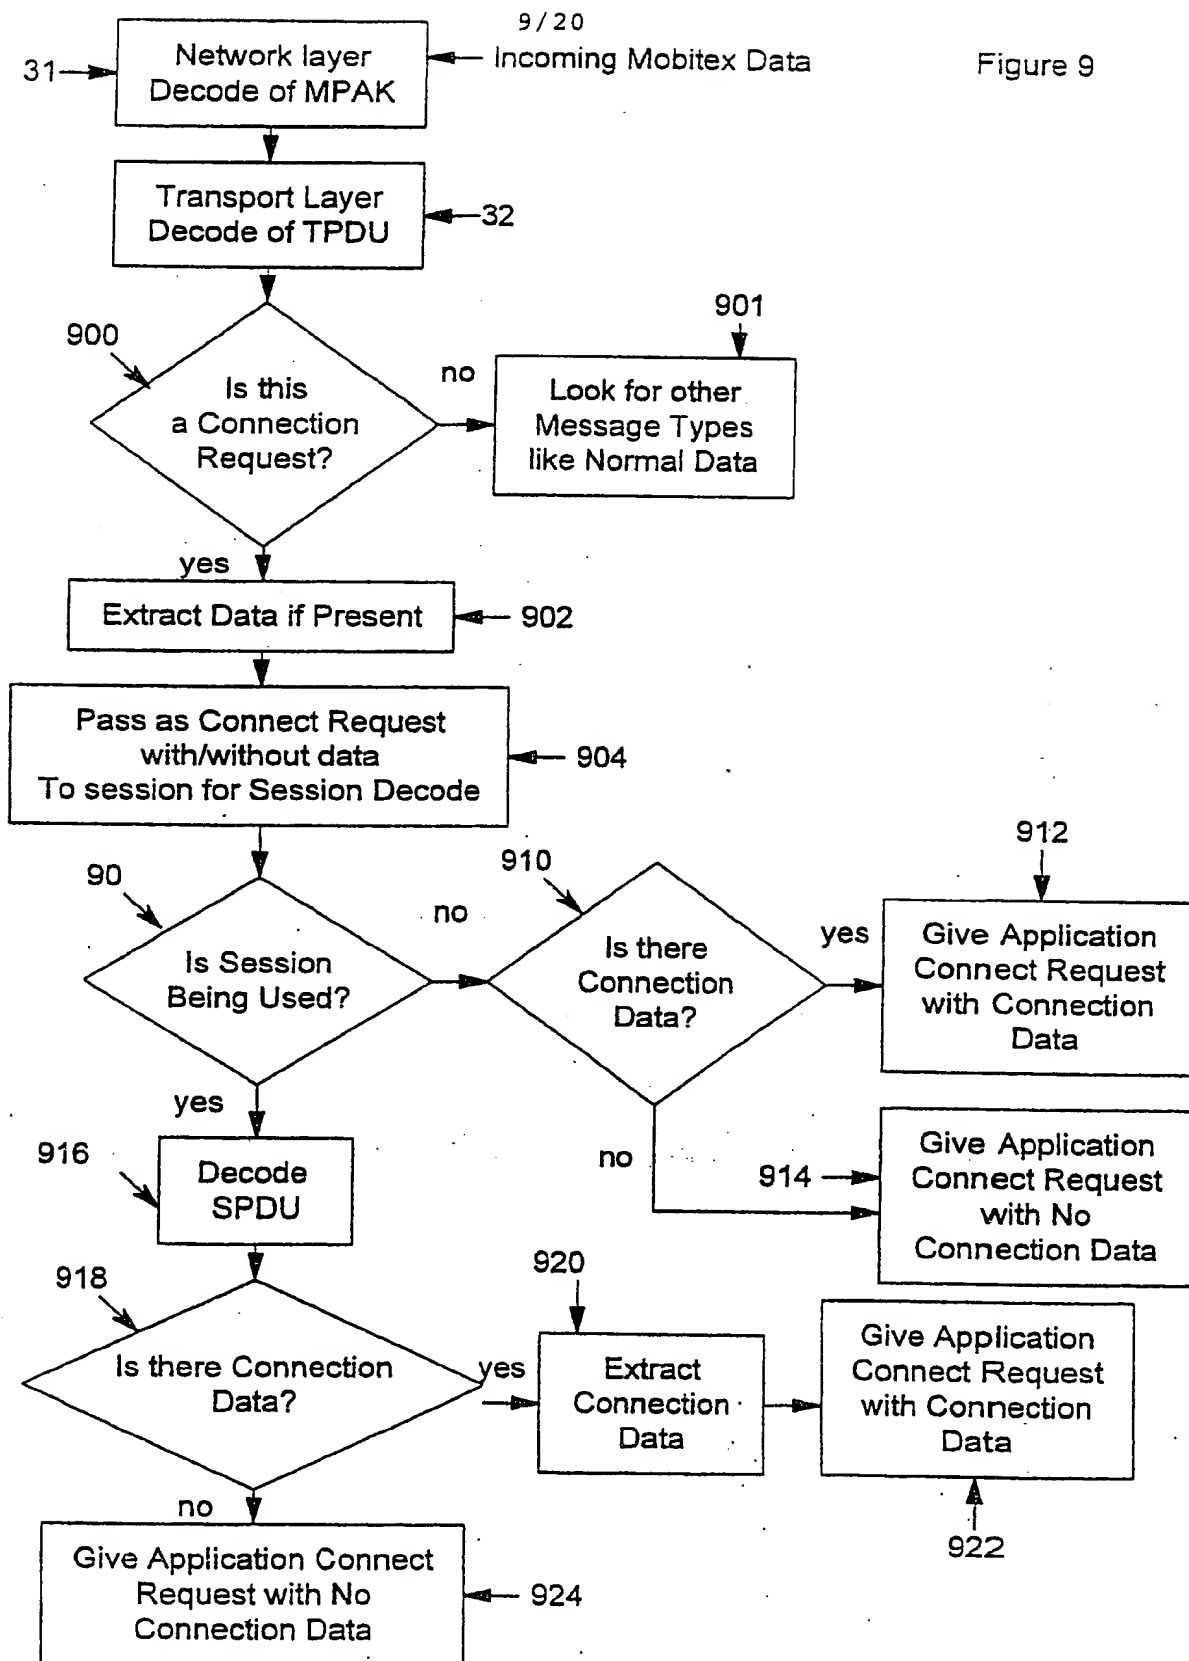 9/20
Figure 9
Network layer
Decode of MPAK
31
Incoming Mobitex Data
Transport Layer
Decode of TPDU
32
900
Is this
a Connection
Request?
no
901
Look for other
Message Types
like Normal Data
yes
Extract Data if Present
902
Pass as Connect Request
with/without data
To session for Session Decode
904
90
Is Session
Being Used?
no
910
Is there
Connection
Data?
yes
912
Give Application
Connect Request
with Connection
Data
no
914
Give Application
Connect Request
with No
Connection Data
yes
916
Decode
SPDU
918
Is there Connection
Data?
yes
920
Extract
Connection
Data
Give Application
Connect Request
with Connection
Data
922
no
Give Application Connect
Request with No
Connection Data
924